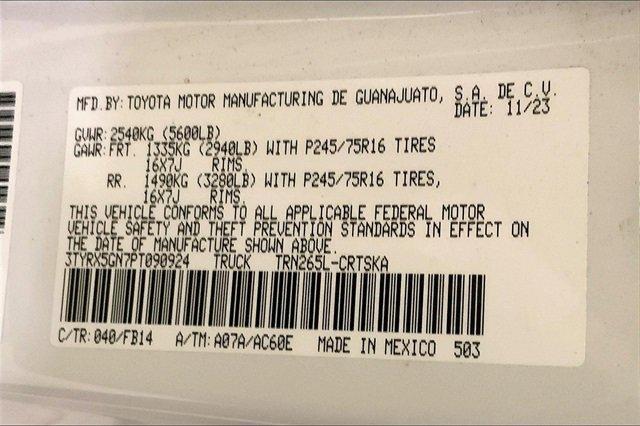 MFD.BY: TOYOTA MOTOR MANUFACTURING DE GUANAJUATO, S.A. DE C.V.
DATE: 11/23
GVWR: 2540KG (5600LB)
GAWR: FRT. 1335KG (2940LB) WITH P245/75R16 TIRES
16X7J RIMS,
RR. 1490KG (3280LB) WITH P245/75R16 TIRES,
16X7J RIMS,
THIS VEHICLE CONFORMS TO ALL APPLICABLE FEDERAL MOTOR
VEHICLE SAFETY AND THEFT PREVENTION STANDARDS IN EFFECT ON
THE DATE OF MANUFACTURE SHOWN ABOVE.
3TYRX5GN7PT090924 TRUCK TRN265L-CRTSKA
C/TR: 040/FB14 A/TM: A07A/AC60E MADE IN MEXICO 503